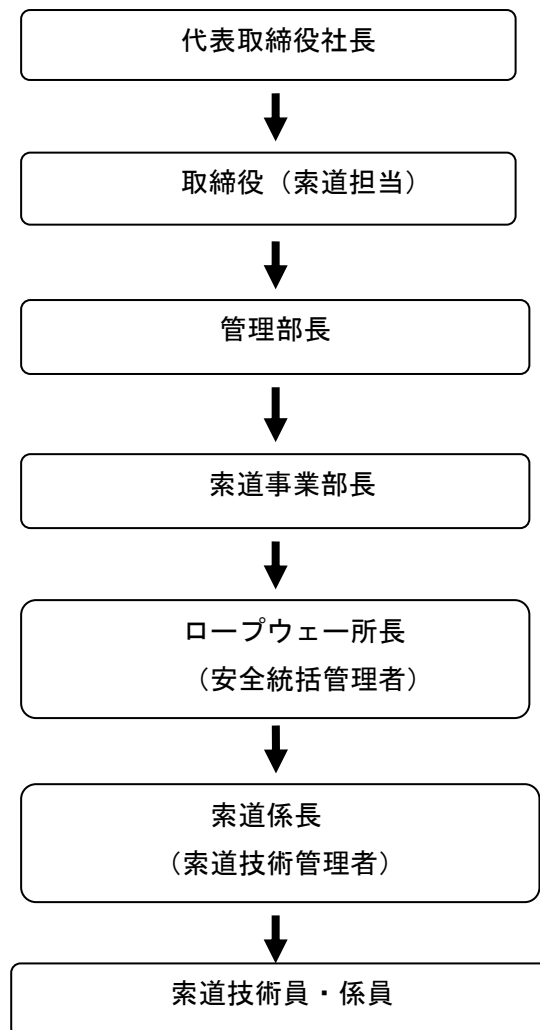 代表取締役社長
取締役（索道担当）
管理部長
索道事業部長
ロープウェー所長
（安全統括管理者）
索道係長
（索道技術管理者）
索道技術員・係員